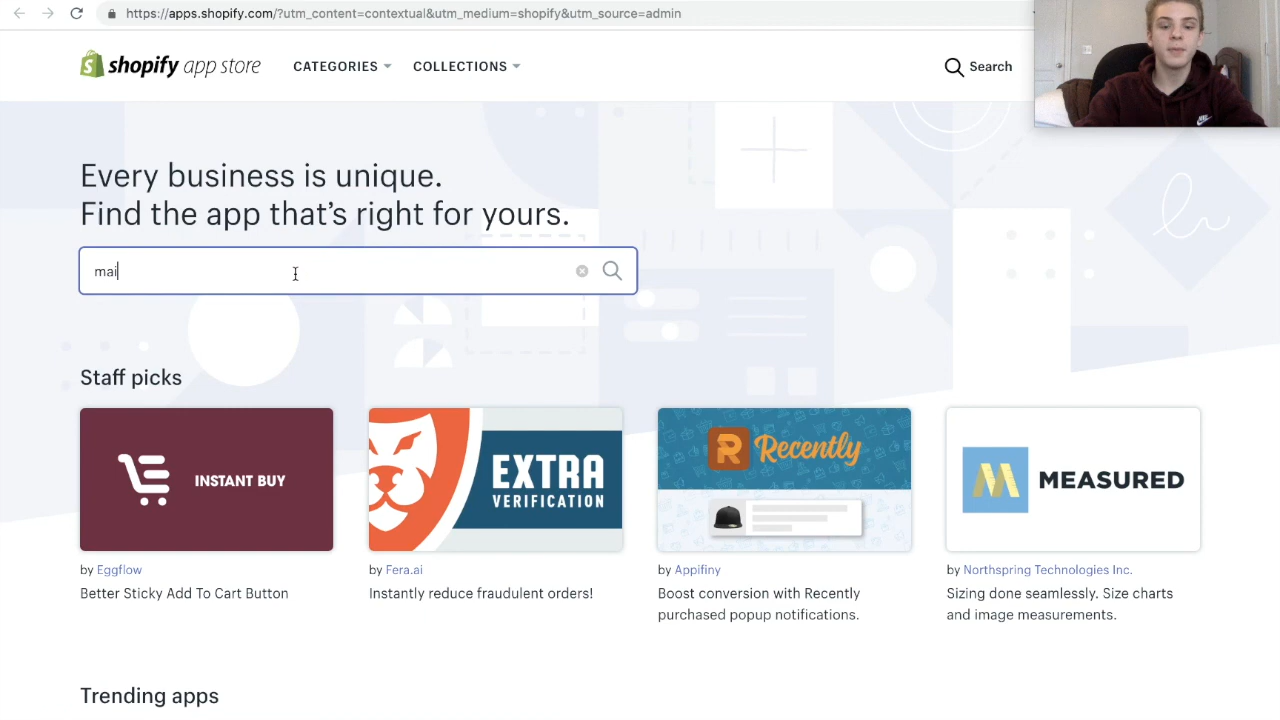 https://apps.shopify.com/?utm_content=contextual&utm_medium=shopify&utm_source=admin
shopify app store
CATEGORIES
COLLECTIONS
Search
Every business is unique.
Find the app that's right for yours.
mai
Staff picks
INSTANT BUY
EXTRA
VERIFICATION
R Recently
M MEASURED
by Eggflow
by Fera.ai
by Appifiny
by Northspring Technologies Inc.
Better Sticky Add To Cart Button
Instantly reduce fraudulent orders!
Boost conversion with Recently
purchased popup notifications.
Sizing done seamlessly. Size charts
and image measurements.
Trending apps